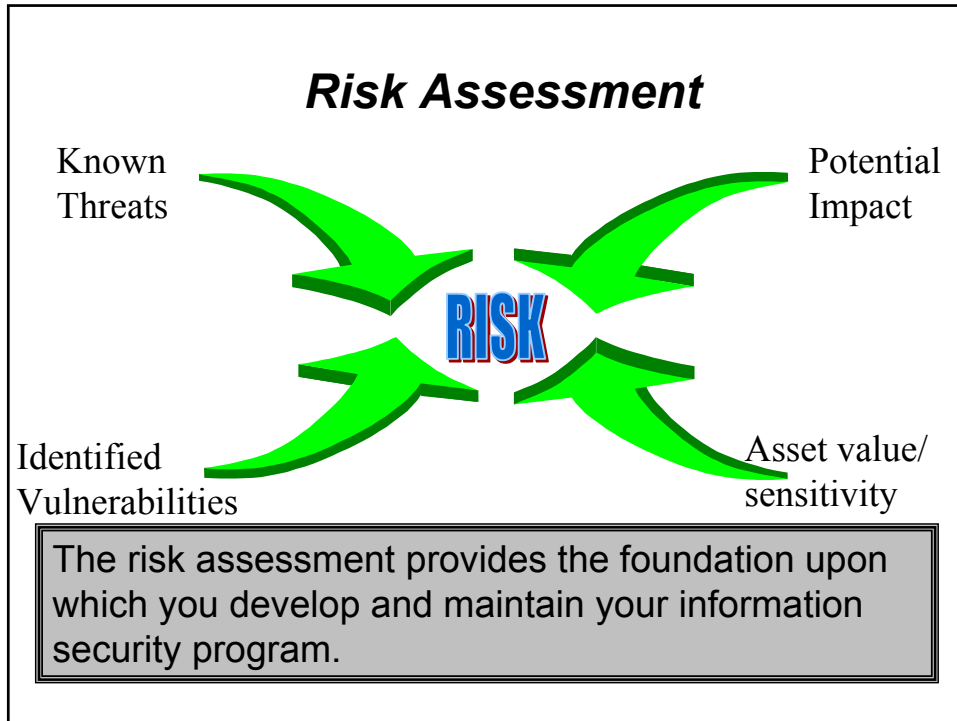 Risk Assessment
Known
Threats
Potential
Impact
RISK
Identified
Vulnerabilities
Asset value/
sensitivity
The risk assessment provides the foundation upon
which you develop and maintain your information
security program.